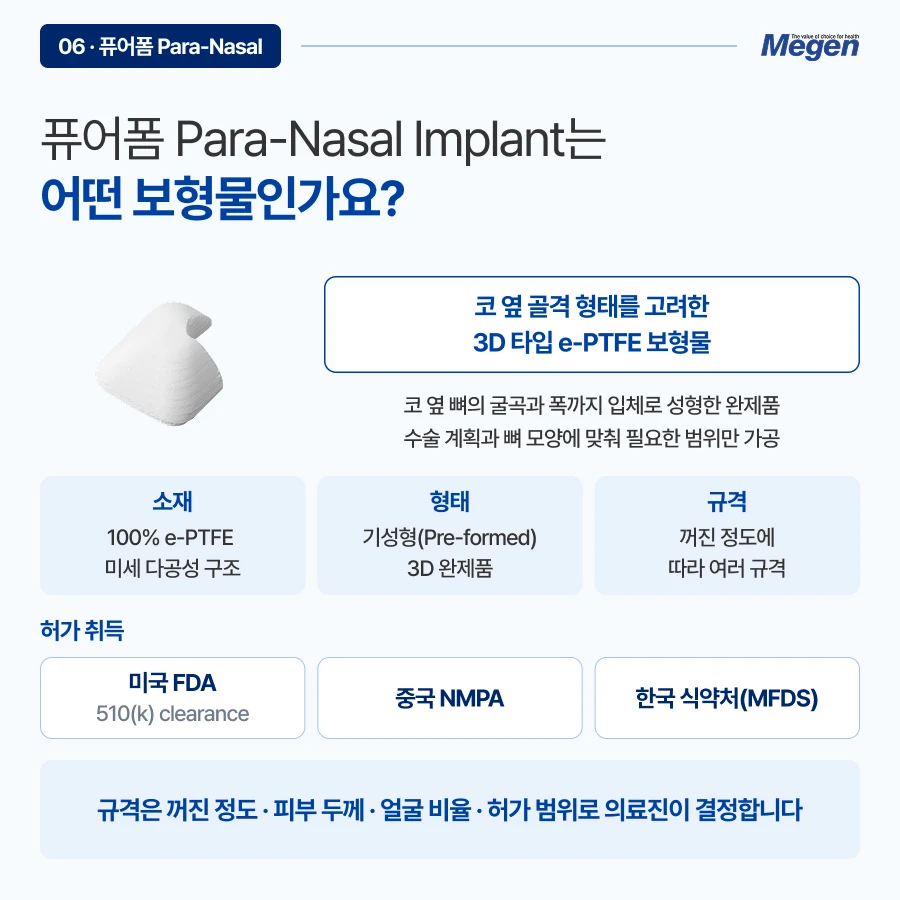 06 · 퓨어폼 Para-Nasal
The value of choice for health
Megen
퓨어폼 Para-Nasal Implant는
어떤 보형물인가요?
코 옆 골격 형태를 고려한
3D 타입 e-PTFE 보형물
코 옆 뼈의 굴곡과 폭까지 입체로 성형한 완제품
수술 계획과 뼈 모양에 맞춰 필요한 범위만 가공
소재
100% e-PTFE
미세 다공성 구조
형태
기성형(Pre-formed)
3D 완제품
규격
꺼진 정도에
따라 여러 규격
허가 취득
미국 FDA
510(k) clearance
중국 NMPA
한국 식약처(MFDS)
규격은 꺼진 정도 · 피부 두께 · 얼굴 비율 · 허가 범위로 의료진이 결정합니다